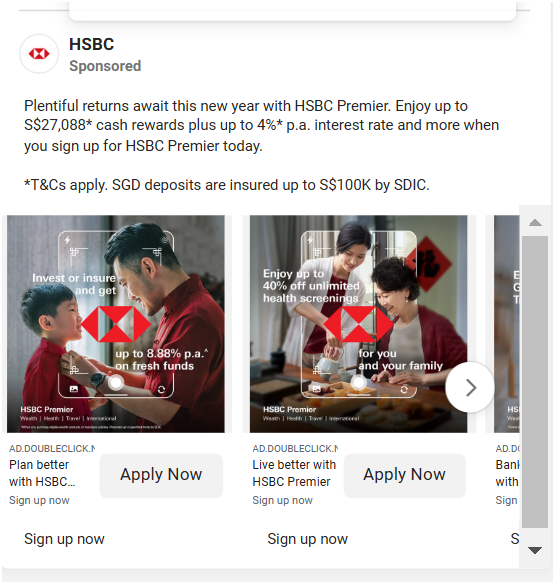 HSBC
Sponsored
Plentiful returns await this new year with HSBC Premier. Enjoy up to
S$27,088* cash rewards plus up to 4%* p.a. interest rate and more when
you sign up for HSBC Premier today.
*T&Cs apply. SGD deposits are insured up to S$100K by SDIC.
Invest or insure
and get
up to 8.88% p.a.^
on fresh funds
HSBC Premier
Wealth | Health | Travel | International
Enjoy up to
40% off unlimited
health screenings
for you
and your family
福
HSBC Premier
Wealth | Health | Travel | International
HSB
AD.DOUBLECLICK.N
Plan better
with HSBC...
Sign up now
Apply Now
AD.DOUBLECLICK.N
Live better with
HSBC Premier
Sign up now
Apply Now
AD.DO
Bank
with
Sign
Sign up now
Sign up now
S